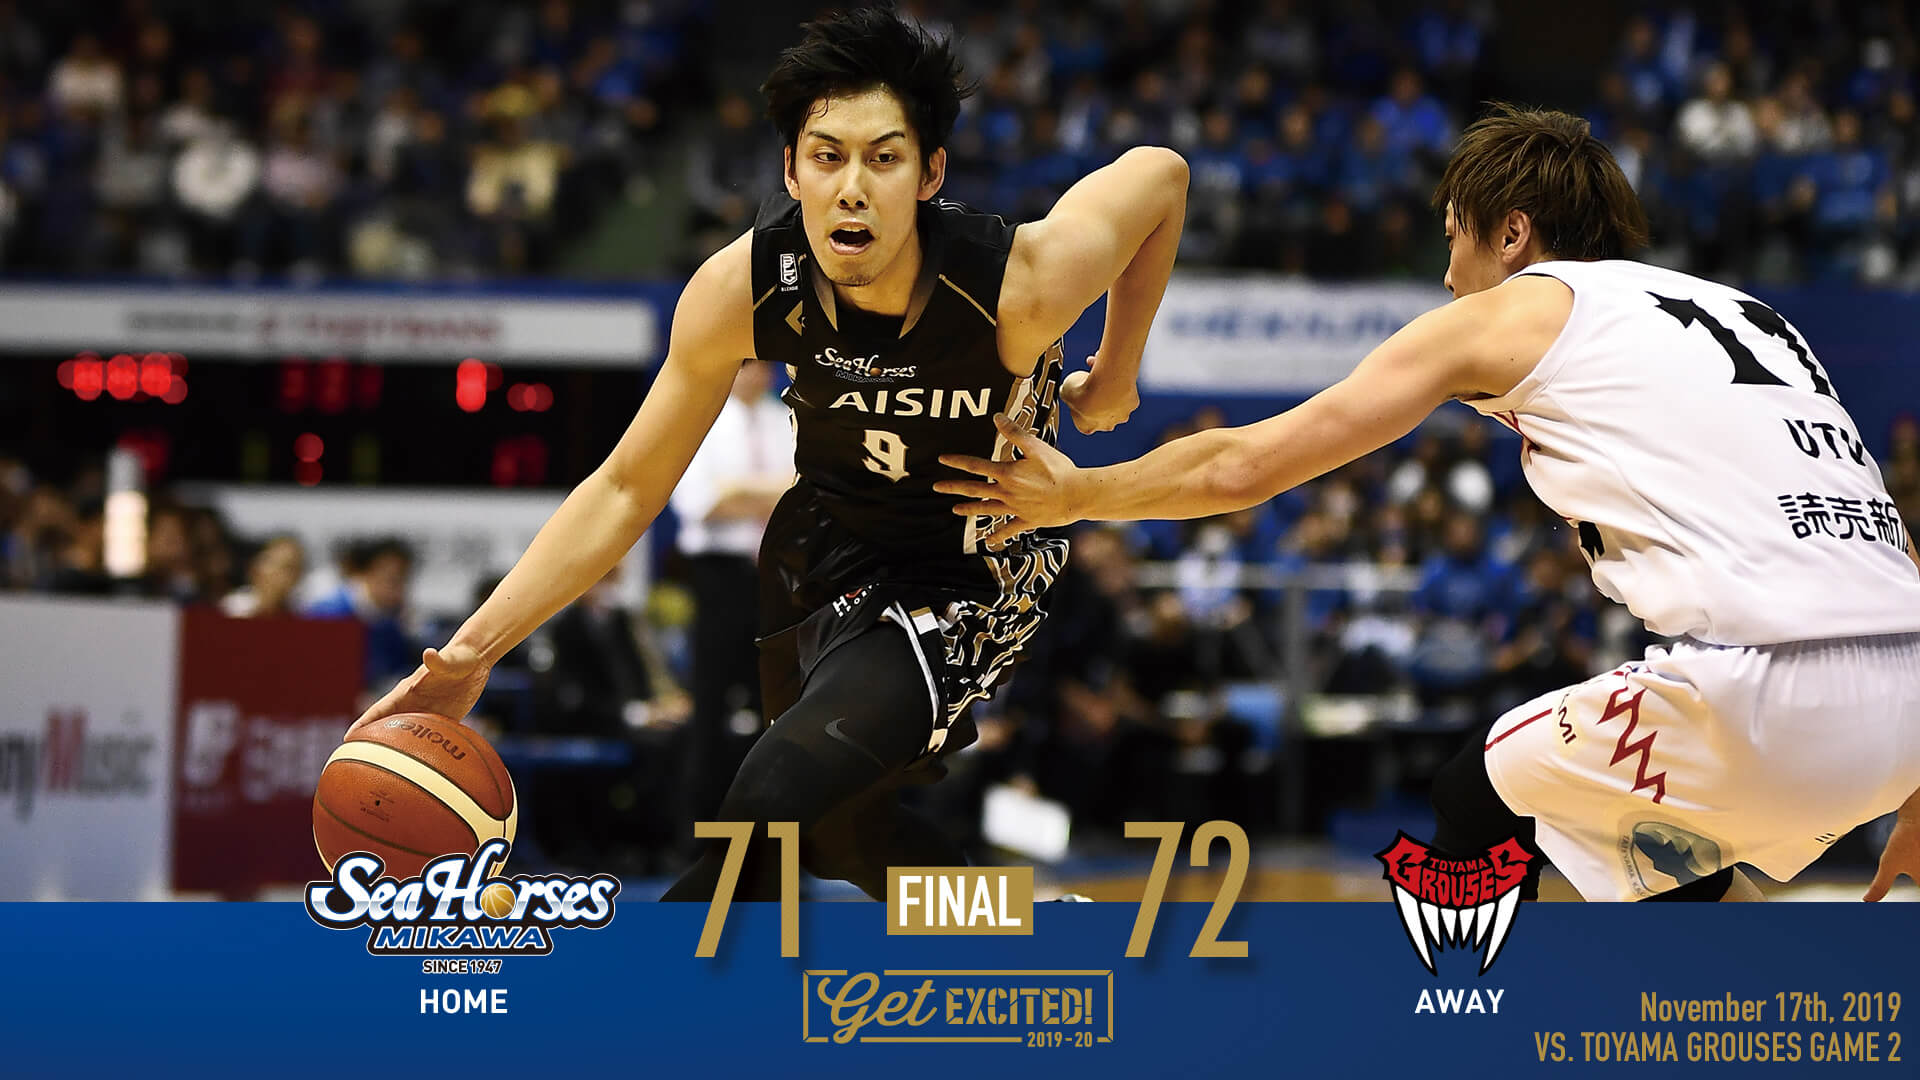 SeaHorses
MIKAWA
AISIN
9
11
読売新
molten
71
FINAL
72
SeaHorses
MIKAWA
SINCE 1947
HOME
TOYAMA
GROUSES
AWAY
Get EXCITED!
2019-20
November 17th, 2019
VS. TOYAMA GROUSES GAME 2